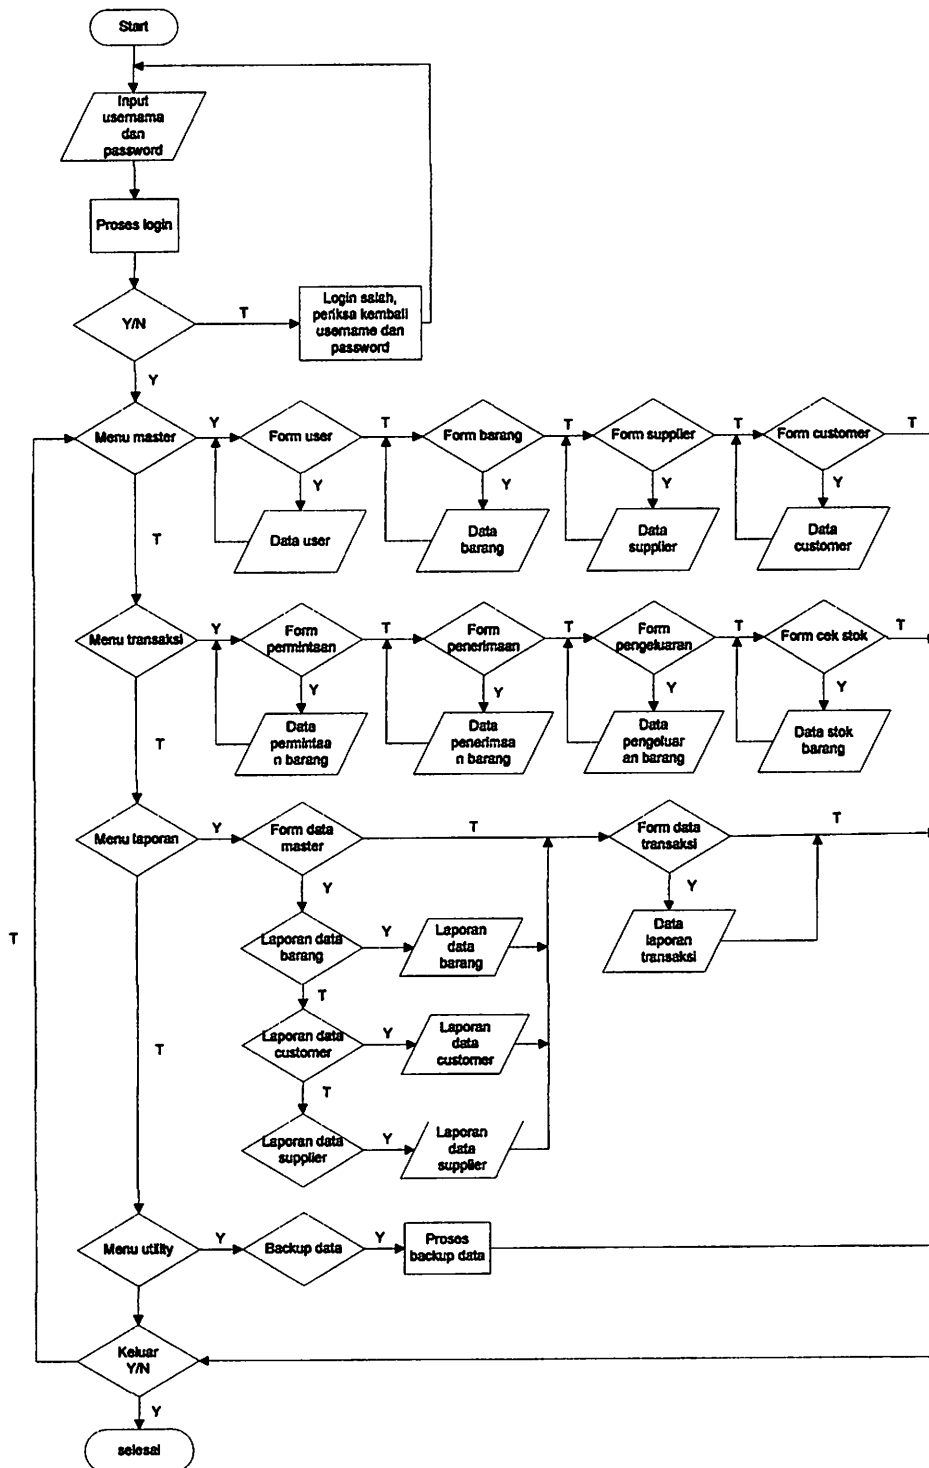 Start
Input
usernama
dan
password
Proses login
Y/N
T
Login salah,
periksa kembali
username dan
password
Y
Menu master
Y
Form user
T
Form barang
T
Form supplier
T
Form customer
T
Y
Y
Y
Y
Data user
Data
barang
Data
supplier
Data
customer
T
Menu transaksi
Y
Form
permintaan
T
Form
penerimaan
T
Form
pengeluaran
T
Form cek stok
T
Y
Y
Y
Y
Data
permintaa
n barang
Data
penerimaa
n barang
Data
pengeluar
an barang
Data stok
barang
T
Menu laporan
Y
Form data
master
T
Form data
transaksi
T
Y
Y
Data
laporan
transaksi
Laporan data
barang
Y
Laporan
data
barang
T
T
Laporan data
customer
Y
Laporan
data
customer
T
T
Laporan data
supplier
Y
Laporan
data
supplier
Menu utility
Y
Backup data
Y
Proses
backup data
Keluar
Y/N
Y
selesai